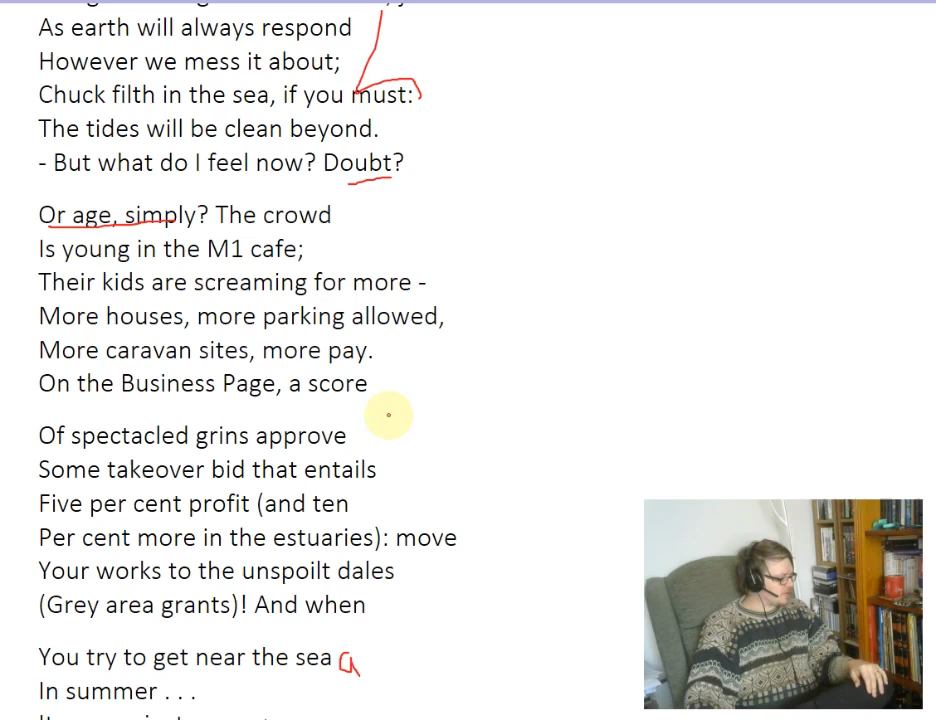 As earth will always respond
However we mess it about;
Chuck filth in the sea, if you must:
The tides will be clean beyond.
- But what do I feel now? Doubt?
Or age, simply? The crowd
Is young in the M1 cafe;
Their kids are screaming for more -
More houses, more parking allowed,
More caravan sites, more pay.
On the Business Page, a score
Of spectacled grins approve
Some takeover bid that entails
Five per cent profit (and ten
Per cent more in the estuaries): move
Your works to the unspoilt dales
(Grey area grants)! And when
You try to get near the sea a
In summer . . .